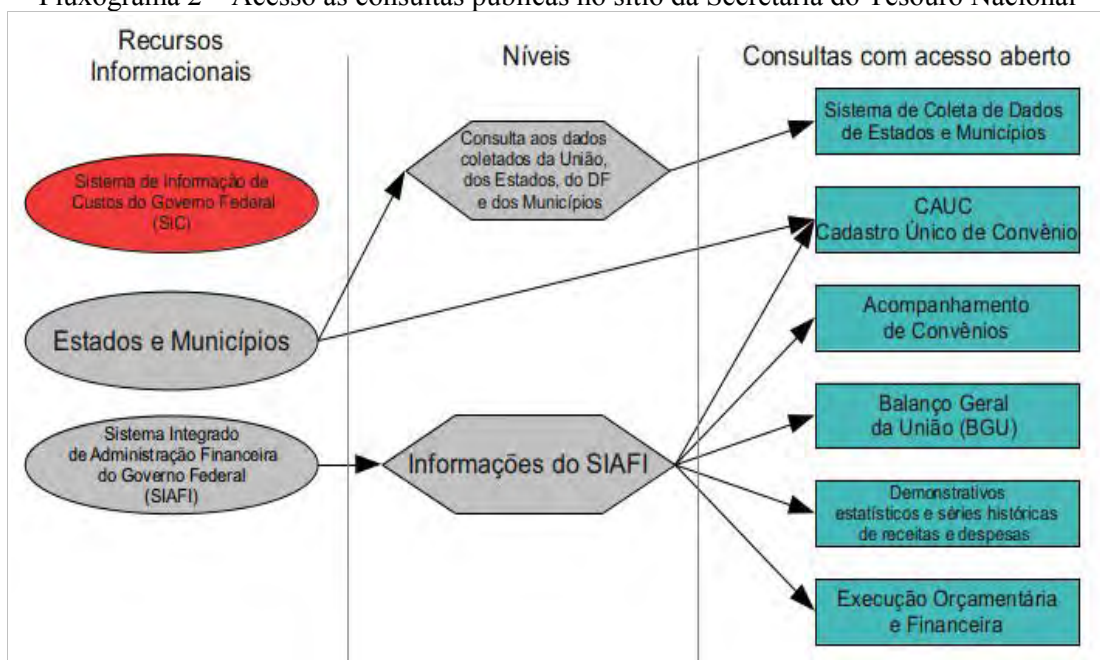 Fluxograma 2 – Acesso às consultas públicas no sítio da Secretaria do Tesouro Nacional
Recursos
Informacionais
Níveis
Consultas com acesso aberto
Sistema de Informação de
Custos do Governo Federal
(SIC)
Estados e Municípios
Sistema Integrado
de Administração Financeira
do Governo Federal
(SIAFI)
Consulta aos dados
coletados da União,
dos Estados, do DF
e dos Municípios
Informações do SIAFI
Sistema de Coleta de Dados
de Estados e Municípios
CAUC
Cadastro Único de Convênio
Acompanhamento
de Convênios
Balanço Geral
da União (BGU)
Demonstrativos
estatísticos e séries históricas
de receitas e despesas
Execução Orçamentária
e Financeira